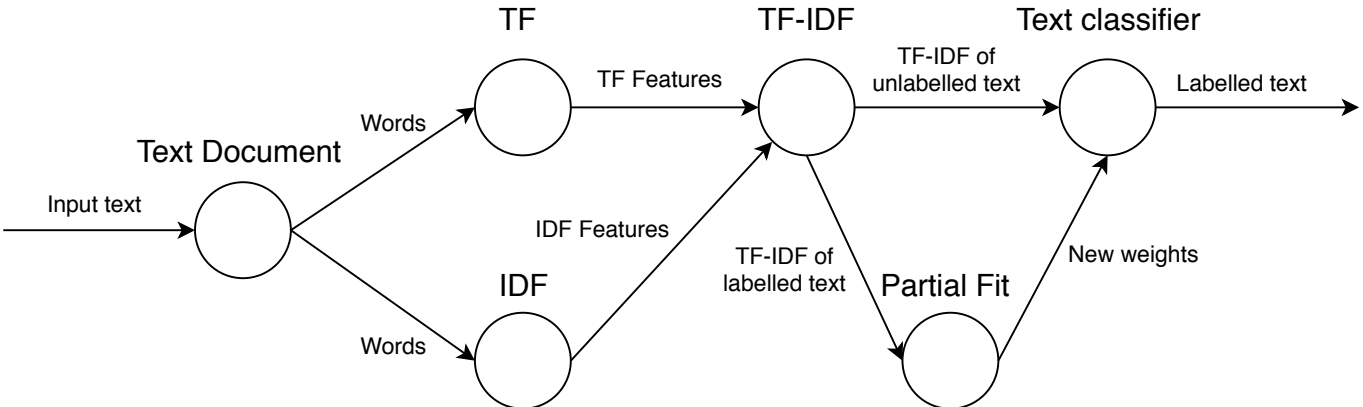 TF
TF-IDF
Text classifier
TF Features
TF-IDF of
unlabelled text
Labelled text
Words
Text Document
Input text
IDF Features
TF-IDF of
labelled text
New weights
IDF
Partial Fit
Words